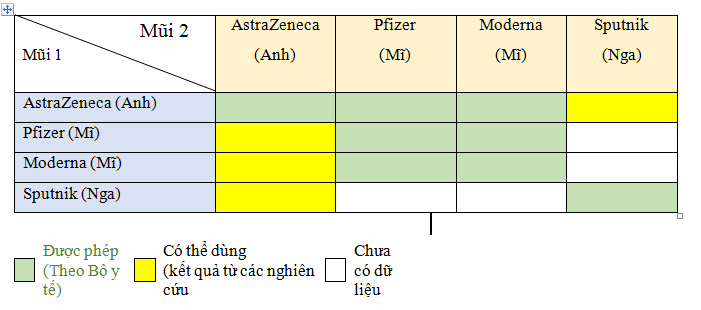 Mũi 2
Mũi 1
AstraZeneca
(Anh)
Pfizer
(Mĩ)
Moderna
(Mĩ)
Sputnik
(Nga)
AstraZeneca (Anh)
Pfizer (Mĩ)
Moderna (Mĩ)
Sputnik (Nga)
Được phép
(Theo Bộ y
tế)
Có thể dùng
(kết quả từ các nghiên
cứu
Chưa
có dữ
liệu